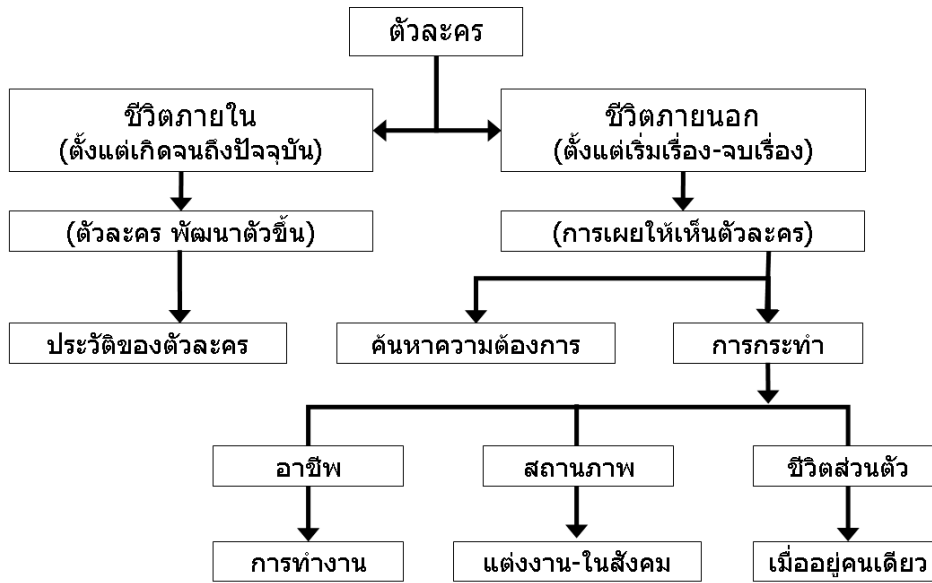 ตัวละคร
ชีวิตภายใน
(ตั้งแต่เกิดจนถึงปัจจุบัน)
ชีวิตภายนอก
(ตั้งแต่เริ่มเรื่อง-จบเรื่อง)
(ตัวละคร พัฒนาตัวขึ้น)
(การเผยให้เห็นตัวละคร)
ประวัติของตัวละคร
ค้นหาความต้องการ
การกระทำ
อาชีพ
สถานภาพ
ชีวิตส่วนตัว
การทำงาน
แต่งงาน-ในสังคม
เมื่ออยู่คนเดียว